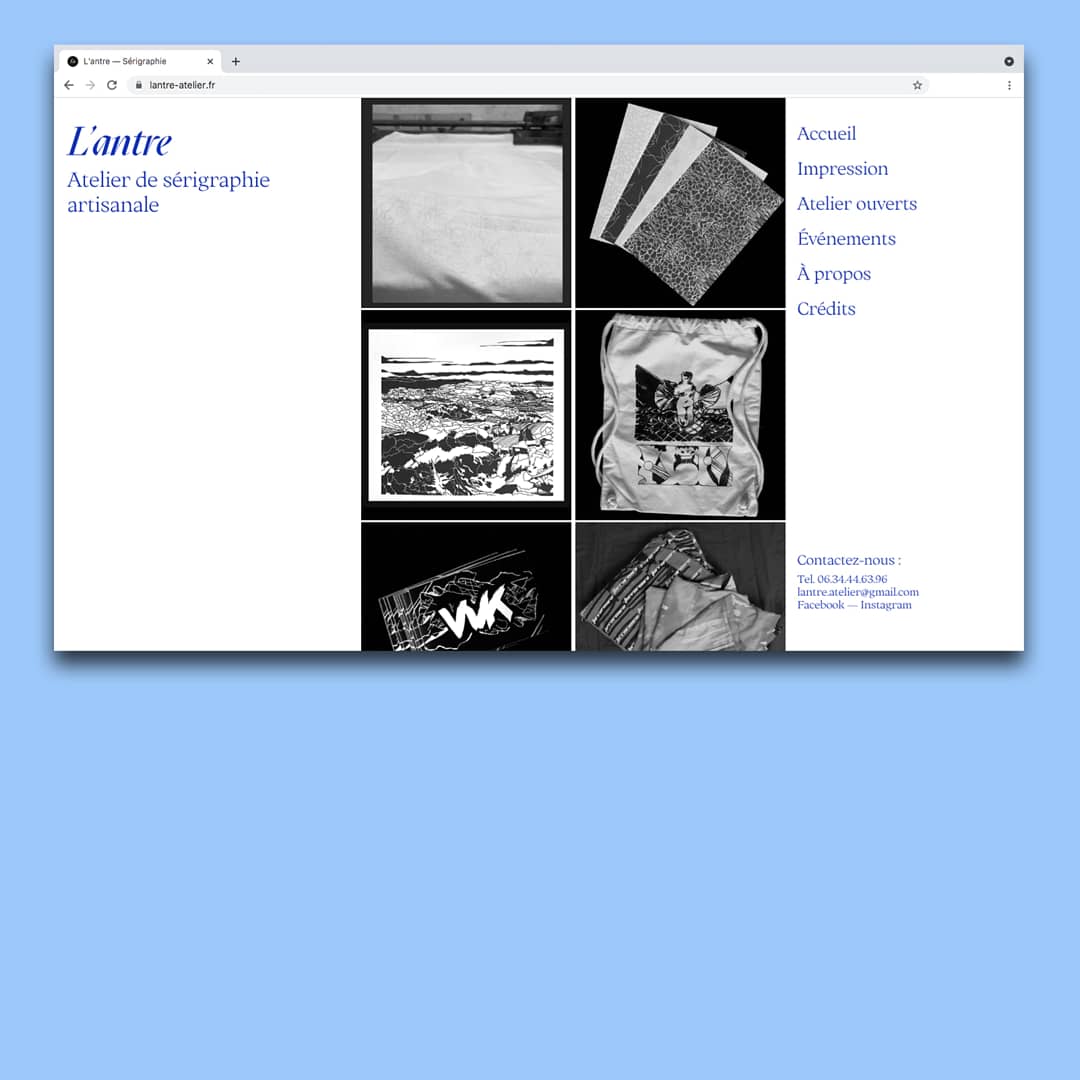 L'antre — Sérigraphie
lantre-atelier.fr
L'antre
Atelier de sérigraphie
artisanale
VVK
Accueil
Impression
Atelier ouverts
Événements
À propos
Crédits
Contactez-nous :
Tel. 06.34.44.63.96
lantre.atelier@gmail.com
Facebook — Instagram